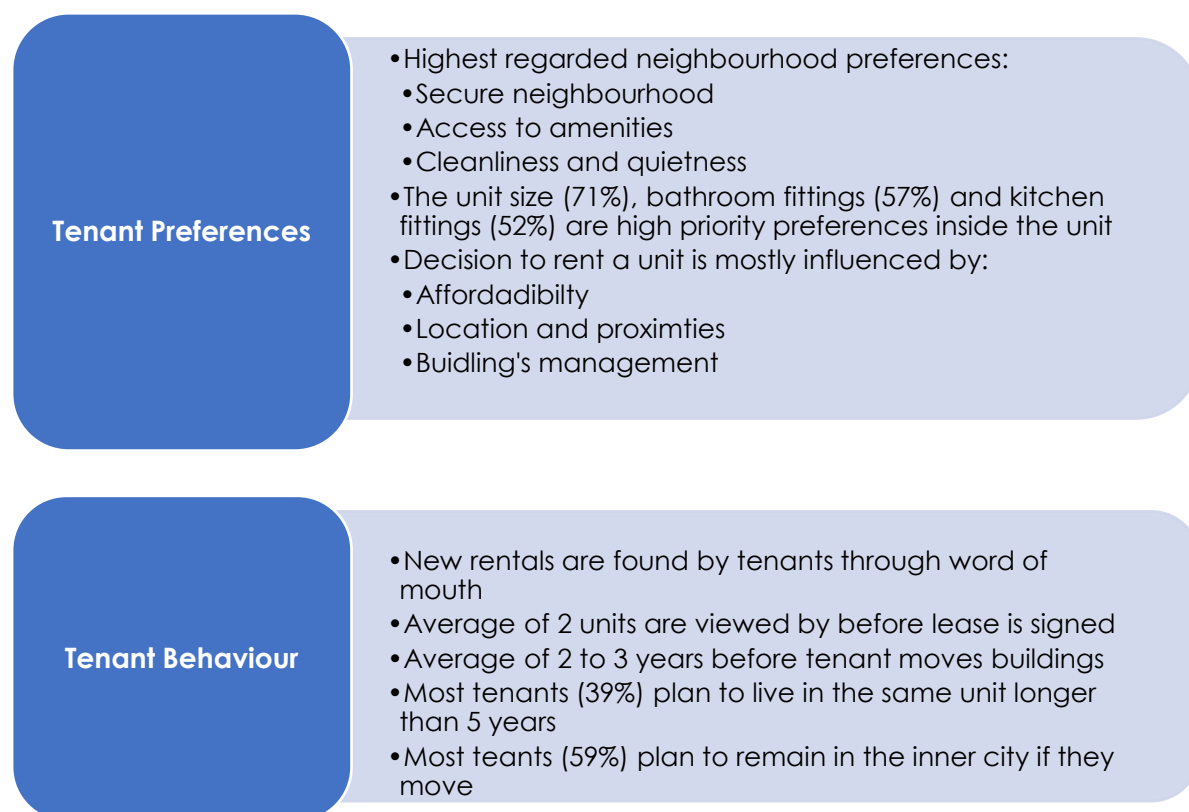 Tenant Preferences
•Highest regarded neighbourhood preferences:
•Secure neighbourhood
•Access to amenities
•Cleanliness and quietness
•The unit size (71%), bathroom fittings (57%) and kitchen
fittings (52%) are high priority preferences inside the unit
•Decision to rent a unit is mostly influenced by:
•Affordadibilty
•Location and proximties
•Buidling's management
Tenant Behaviour
•New rentals are found by tenants through word of
mouth
•Average of 2 units are viewed by before lease is signed
•Average of 2 to 3 years before tenant moves buildings
•Most tenants (39%) plan to live in the same unit longer
than 5 years
•Most teants (59%) plan to remain in the inner city if they
move